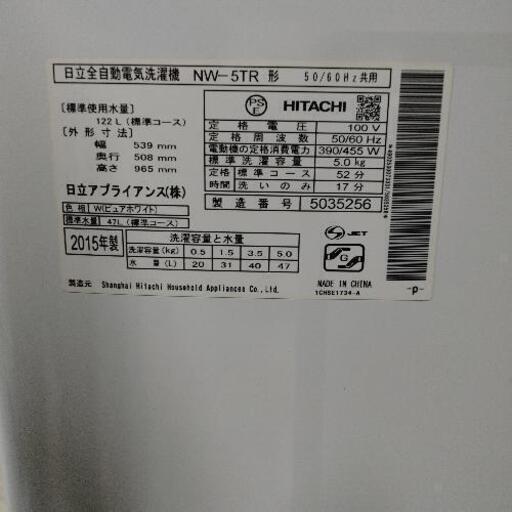 日立全自動電気洗濯機 NW-5TR 形 50/60Hz共用
[標準使用水量]
122L(標準コース)
[外形寸法]
幅 539 mm
奥行 508 mm
高さ 965 mm
日立アプライアンス(株)
色相 W(ピュアホワイト)
標準水量 47L(標準コース)
PS E HITACHI
定格電圧 100 V
定格周波数 50/60 Hz
電動機の定格消費電力 390/455 W
標準洗濯容量 5.0kg
定格 標準コース 52分
時間 洗いのみ 17分
製造番号 5035256
2015年製
洗濯容量と水量
洗濯容量(kg) 0.5 1.5 3.5 5.0
水量(L) 20 31 40 47
JET
G
MADE IN CHINA
1CHSE1734-A
製造元 Shanghai Hitachi Household Appliances Co.,Ltd.
-p-